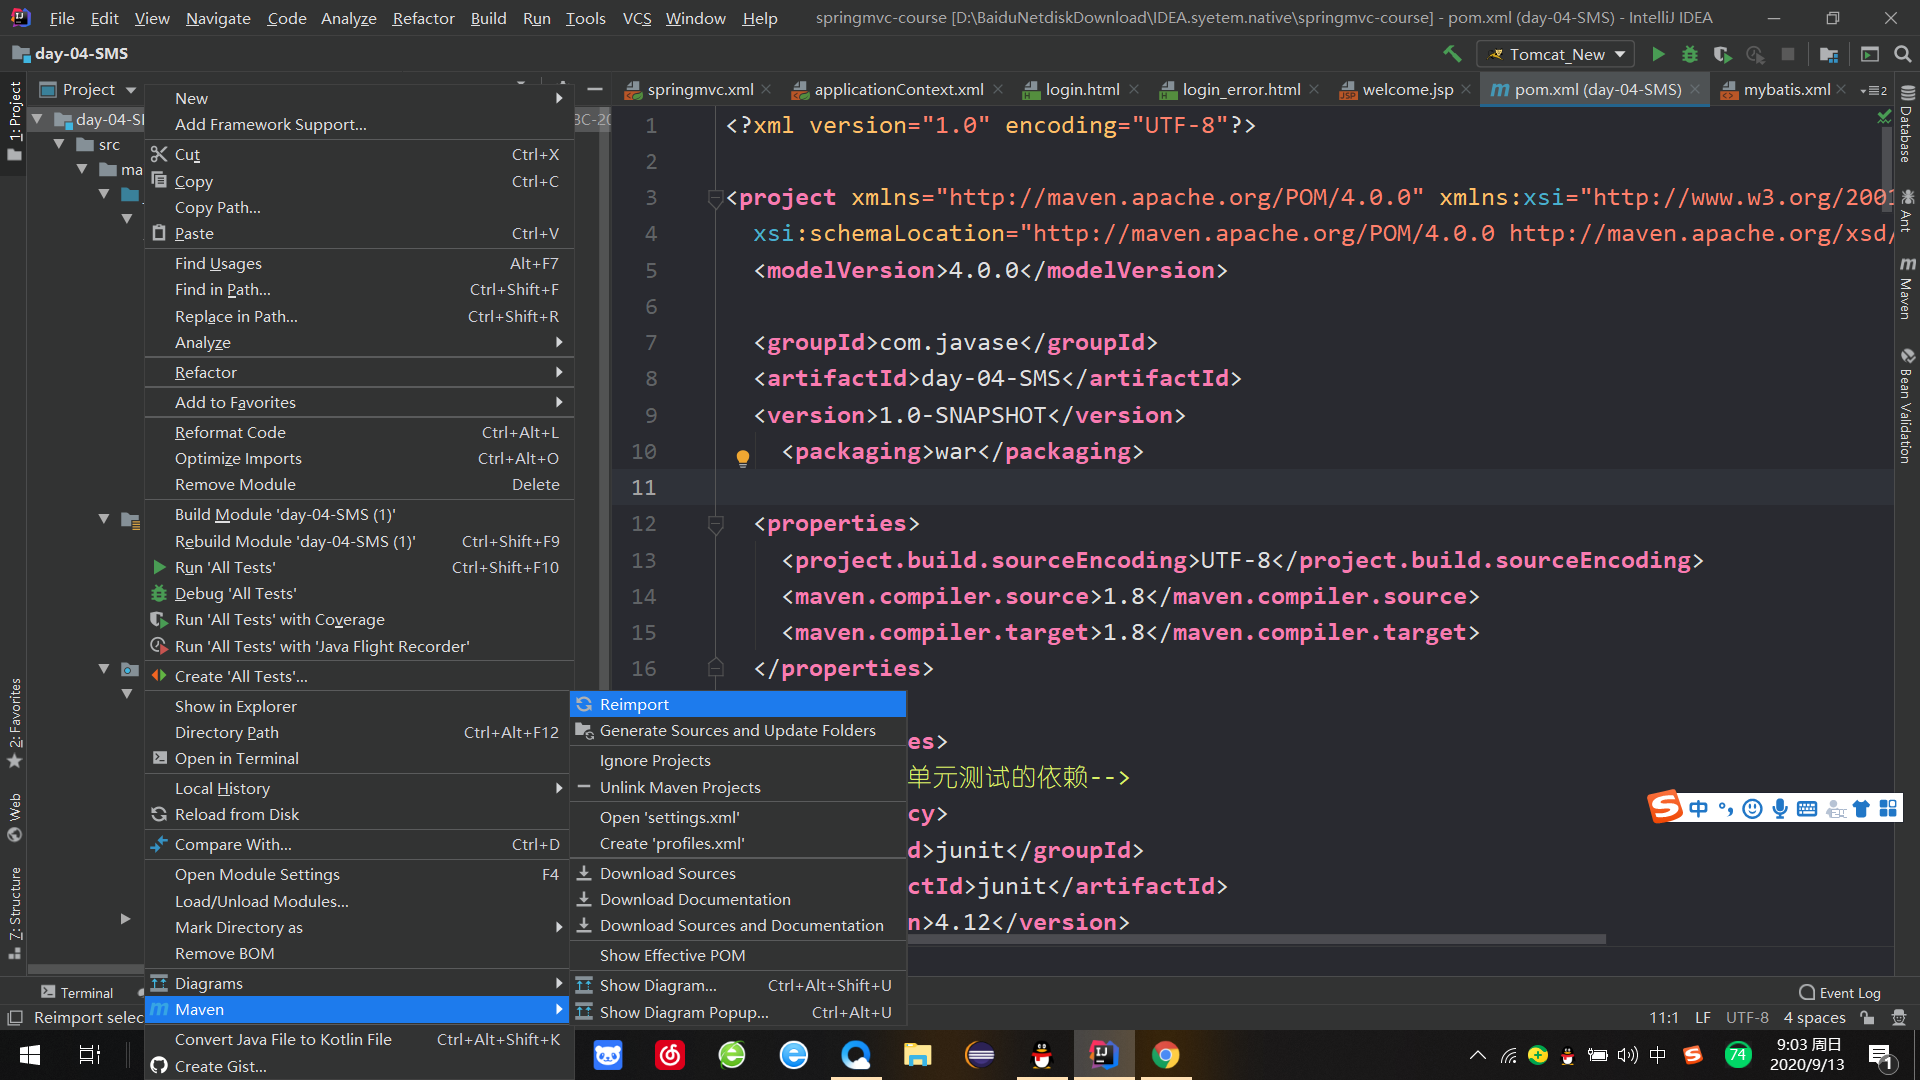 File Edit View Navigate Code Analyze Refactor Build Run Tools VCS Window Help springmvc-course [D:\BaiduNetdiskDownload\IDEA.syetem.native\springmvc-course] - pom.xml (day-04-SMS) - IntelliJ IDEA
day-04-SMS
Tomcat_New
Project
springmvc.xml applicationContext.xml login.html login_error.html welcome.jsp pom.xml (day-04-SMS) mybatis.xml 2
1: Project
2: Favorites
Web
7: Structure
day-04-S
src
ma
New
Add Framework Support...
Cut Ctrl+X
Copy Ctrl+C
Copy Path...
Paste Ctrl+V
Find Usages Alt+F7
Find in Path... Ctrl+Shift+F
Replace in Path... Ctrl+Shift+R
Analyze
Refactor
Add to Favorites
Reformat Code Ctrl+Alt+L
Optimize Imports Ctrl+Alt+O
Remove Module Delete
Build Module 'day-04-SMS (1)'
Rebuild Module 'day-04-SMS (1)' Ctrl+Shift+F9
Run 'All Tests' Ctrl+Shift+F10
Debug 'All Tests'
Run 'All Tests' with Coverage
Run 'All Tests' with 'Java Flight Recorder'
Create 'All Tests'...
Show in Explorer
Directory Path Ctrl+Alt+F12
Open in Terminal
Local History
Reload from Disk
Compare With... Ctrl+D
Open Module Settings F4
Load/Unload Modules...
Mark Directory as
Remove BOM
Diagrams
Maven
Convert Java File to Kotlin File Ctrl+Alt+Shift+K
Create Gist...
Reimport
Generate Sources and Update Folders
Ignore Projects
Unlink Maven Projects
Open 'settings.xml'
Create 'profiles.xml'
Download Sources
Download Documentation
Download Sources and Documentation
Show Effective POM
Show Diagram... Ctrl+Alt+Shift+U
Show Diagram Popup... Ctrl+Alt+U
1 <?xml version="1.0" encoding="UTF-8"?>
2
3 <project xmlns="http://maven.apache.org/POM/4.0.0" xmlns:xsi="http://www.w3.org/2001
4 xsi:schemaLocation="http://maven.apache.org/POM/4.0.0 http://maven.apache.org/xsd/
5 <modelVersion>4.0.0</modelVersion>
6
7 <groupId>com.javase</groupId>
8 <artifactId>day-04-SMS</artifactId>
9 <version>1.0-SNAPSHOT</version>
10 <packaging>war</packaging>
11
12 <properties>
13 <project.build.sourceEncoding>UTF-8</project.build.sourceEncoding>
14 <maven.compiler.source>1.8</maven.compiler.source>
15 <maven.compiler.target>1.8</maven.compiler.target>
16 </properties>
es>
单元测试的依赖-->
cy>
d>junit</groupId>
ctId>junit</artifactId>
n>4.12</version>
Database
Ant
Maven
Bean Validation
中
Terminal
Event Log
Reimport selec
11:1 LF UTF-8 4 spaces
74
中
9:03 周日
2020/9/13
1